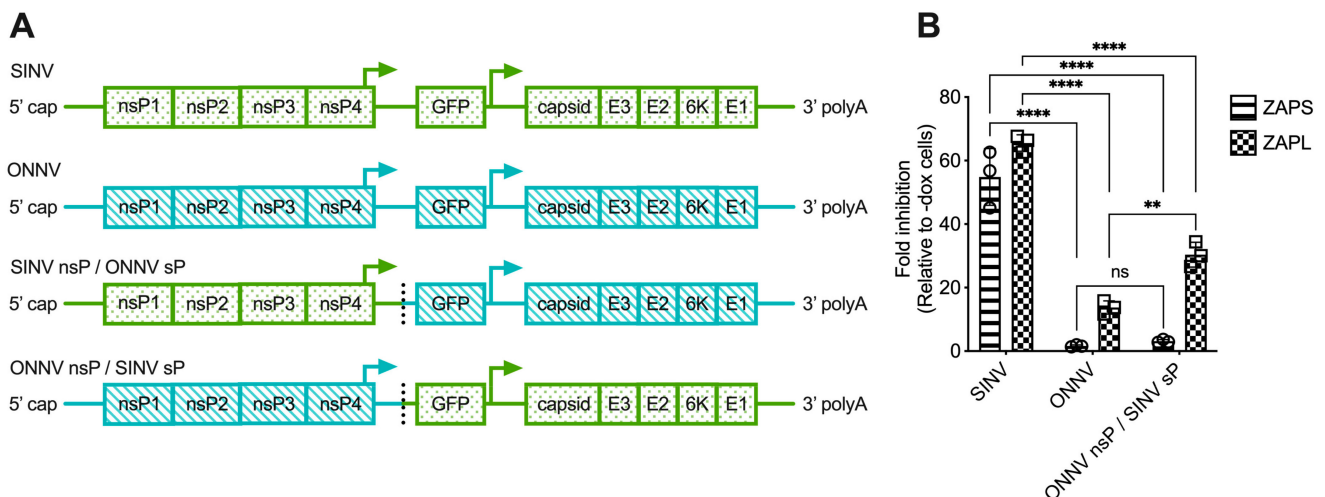 A
SINV
5' cap nsP1 nsP2 nsP3 nsP4 GFP capsid E3 E2 6K E1 3' polyA
ONNV
5' cap nsP1 nsP2 nsP3 nsP4 GFP capsid E3 E2 6K E1 3' polyA
SINV nsP / ONNV sP
5' cap nsP1 nsP2 nsP3 nsP4 GFP capsid E3 E2 6K E1 3' polyA
ONNV nsP / SINV sP
5' cap nsP1 nsP2 nsP3 nsP4 GFP capsid E3 E2 6K E1 3' polyA
B
Fold inhibition
(Relative to -dox cells)
80
60
40
20
0
****
****
****
****
**
ns
ZAPS
ZAPL
SINV
ONNV
ONNV nsP / SINV sP